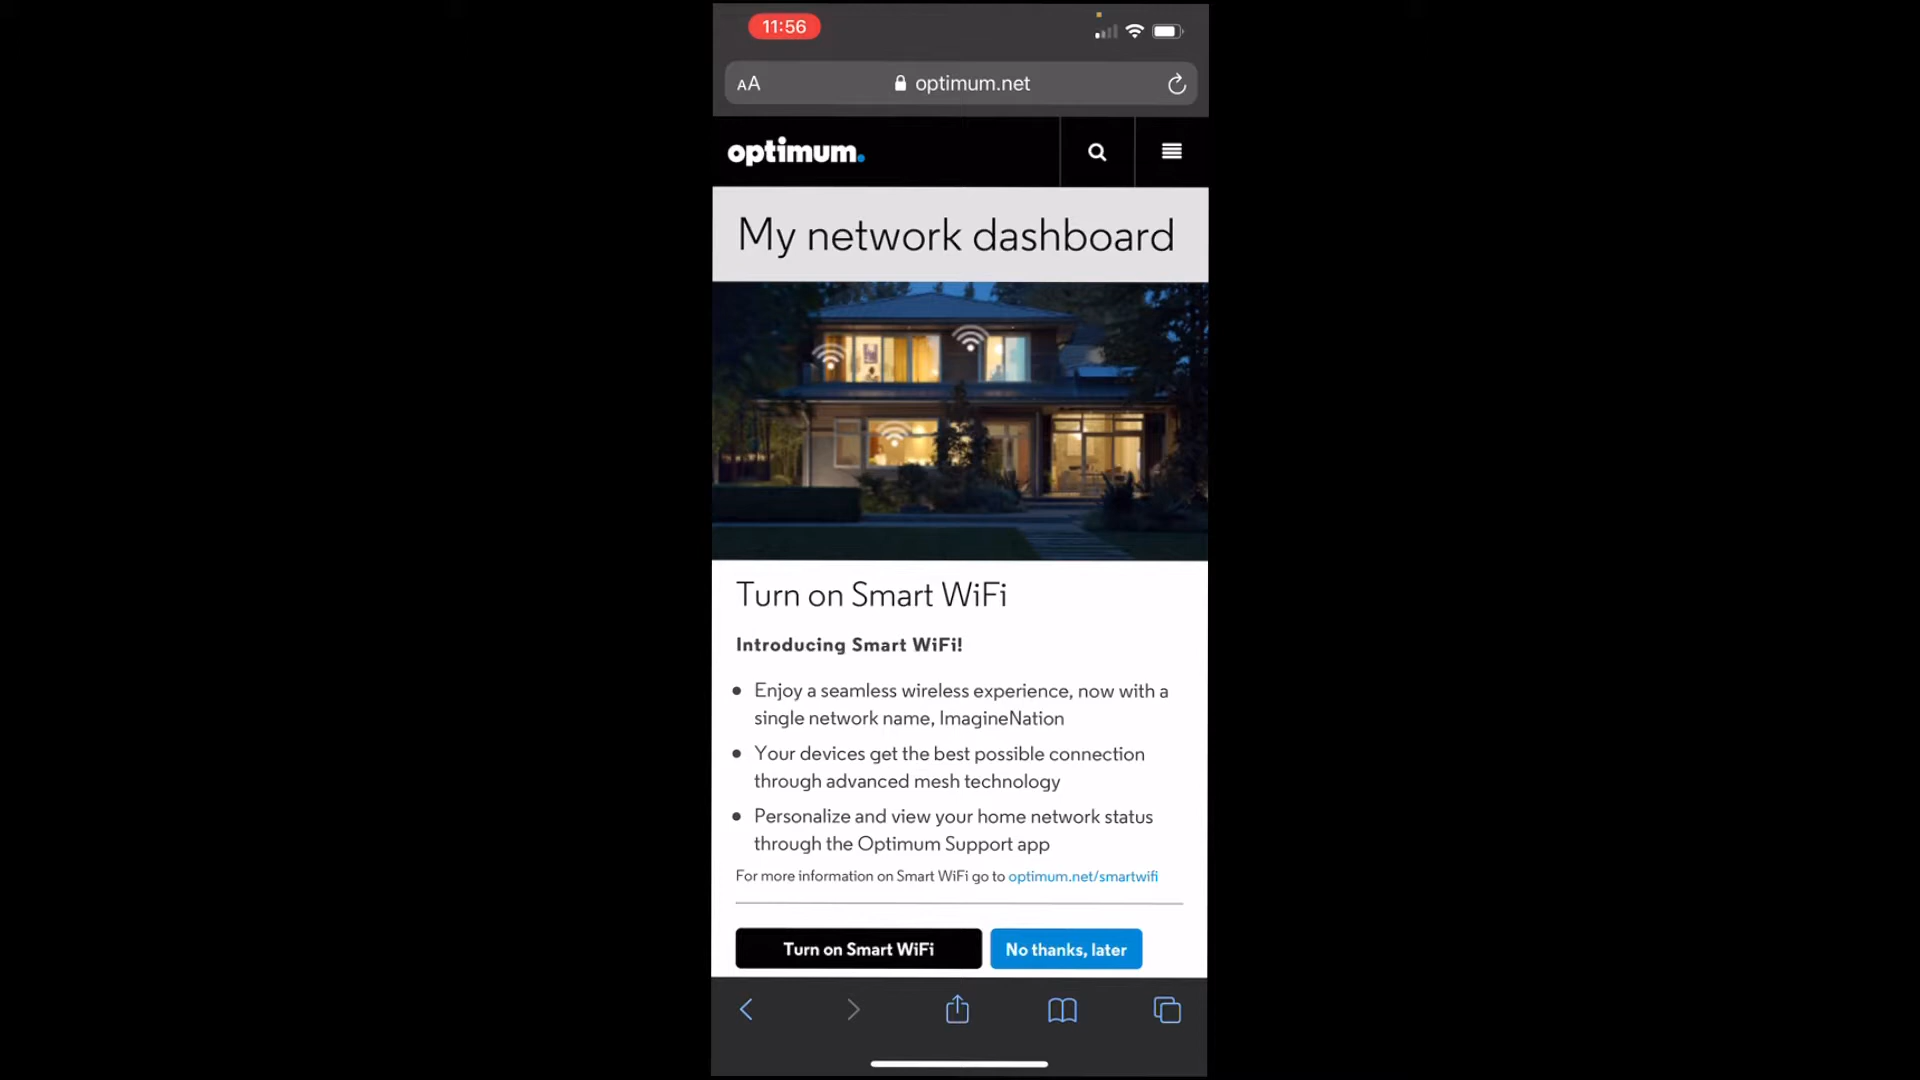 11:56
AA
optimum.net
optimum.
My network dashboard
Turn on Smart WiFi
Introducing Smart WiFi!
Enjoy a seamless wireless experience, now with a
single network name, ImagineNation
Your devices get the best possible connection
through advanced mesh technology
Personalize and view your home network status
through the Optimum Support app
For more information on Smart WiFi go to optimum.net/smartwifi
Turn on Smart WiFi
No thanks, later